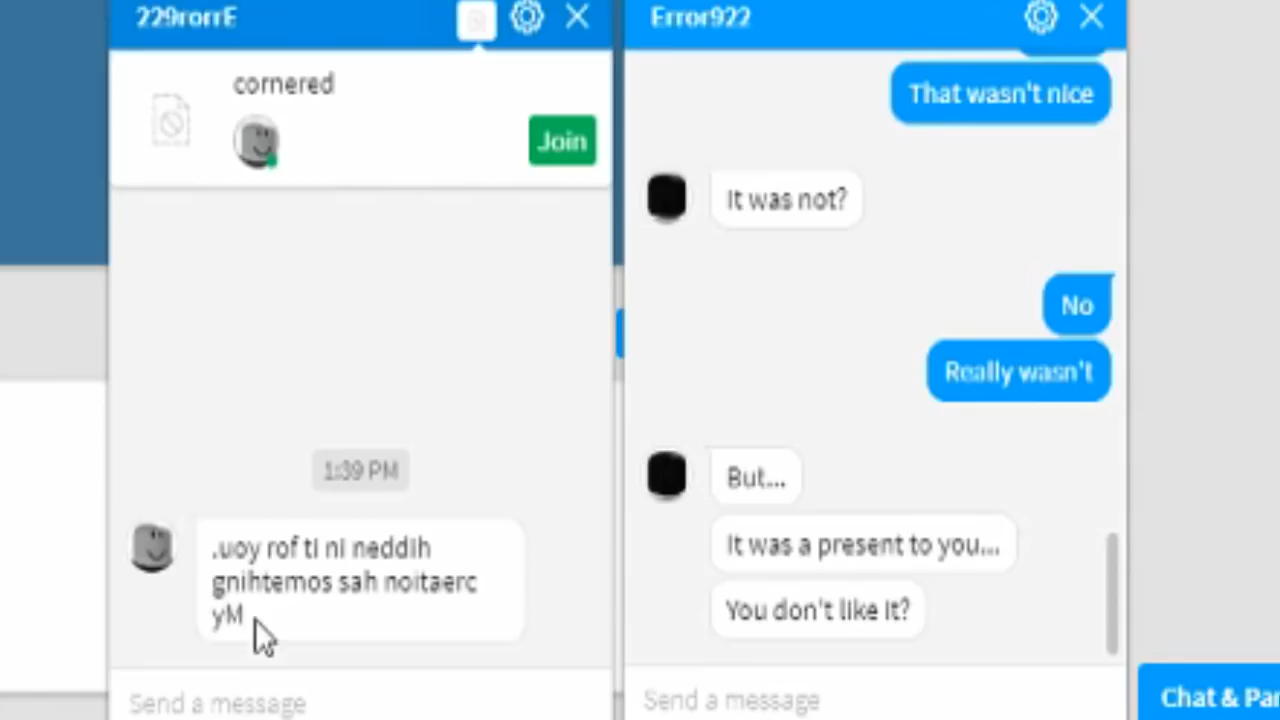 229rorrE
cornered
Join
1:39 PM
.uoy rof ti ni neddih
gnihtemos sah noitaerc
yM
Send a message
Error922
That wasn't nice
It was not?
No
Really wasn't
But...
It was a present to you...
You don't like it?
Send a message
Chat & Par